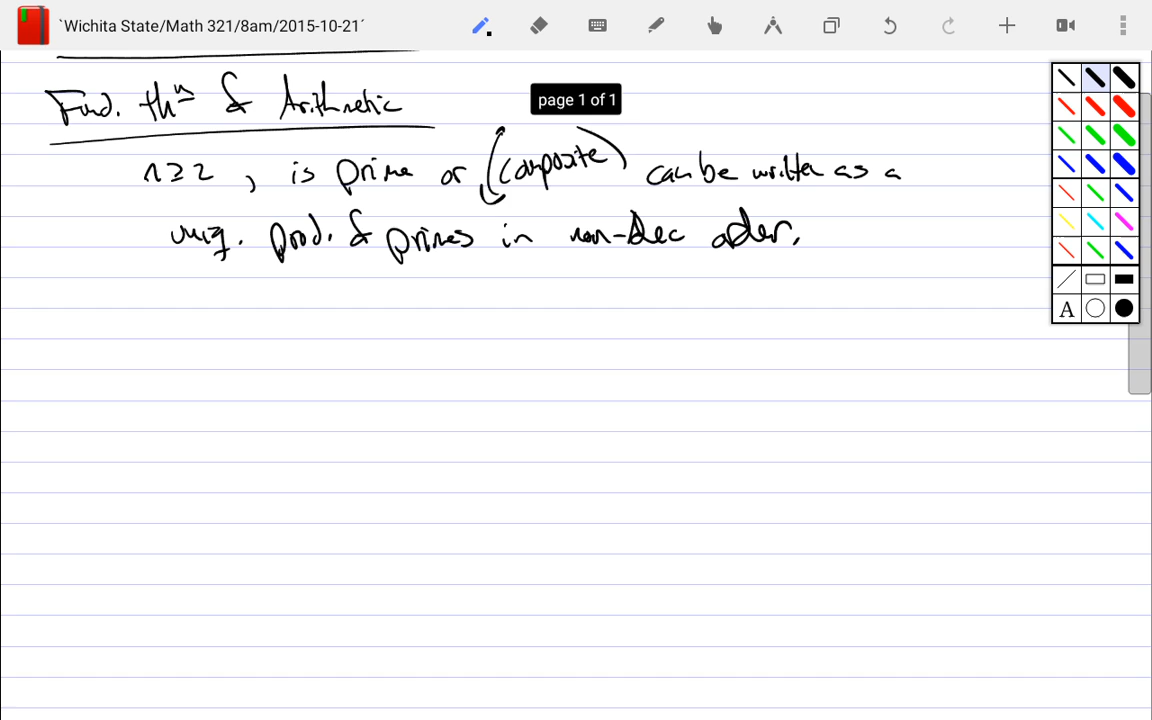 `Wichita State/Math 321/8am/2015-10-21`
Fund. thm of Arithmetic
page 1 of 1
n ≥ 2, is prime or (composite) can be written as a
uniq. prod. of primes in non-dec order.
A